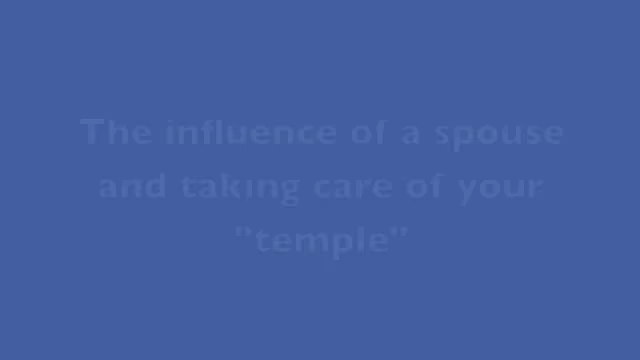 The influence of a spouse
and taking care of your
"temple"